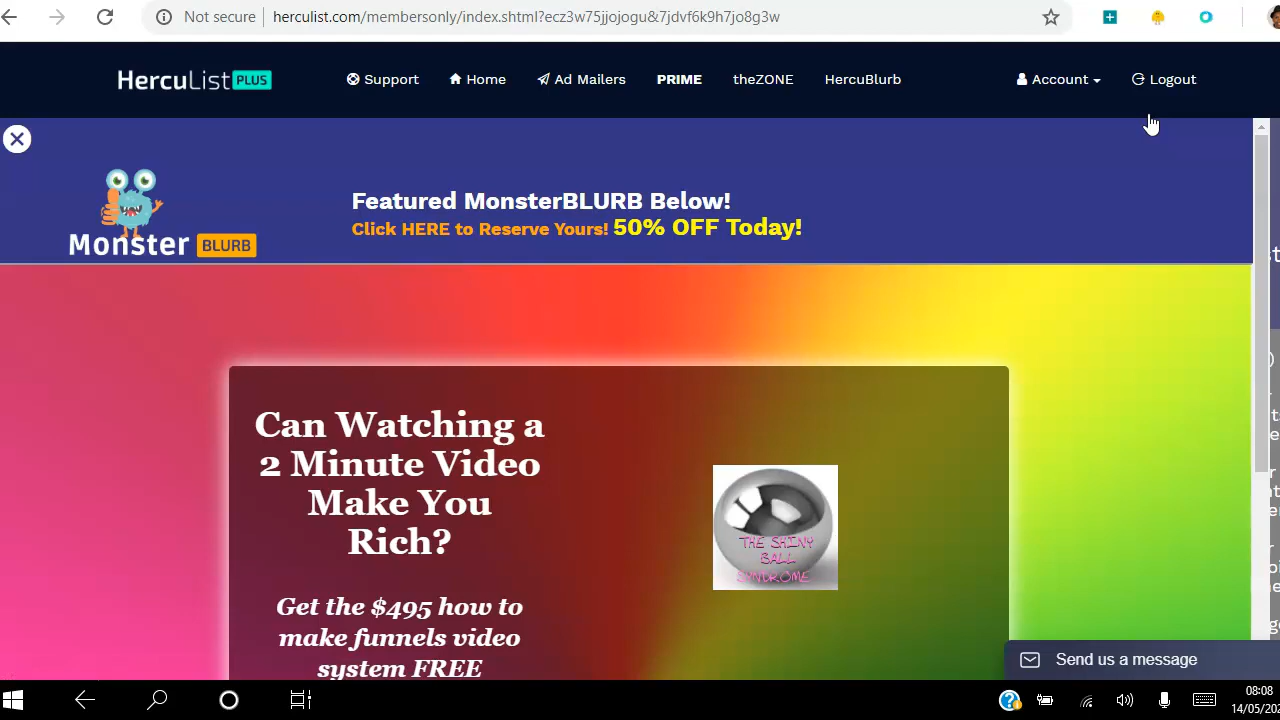 Not secure herculist.com/membersonly/index.shtml?ecz3w75jjojogu&7jdvf6k9h7jo8g3w
HercuList PLUS Support Home Ad Mailers PRIME theZONE HercuBlurb Account Logout
Featured MonsterBLURB Below!
Click HERE to Reserve Yours! 50% OFF Today!
Monster BLURB
Can Watching a
2 Minute Video
Make You
Rich?
THE SHINY
BALL
SYNDROME
Get the $495 how to
make funnels video
system FREE
Send us a message
08:08
14/05/202